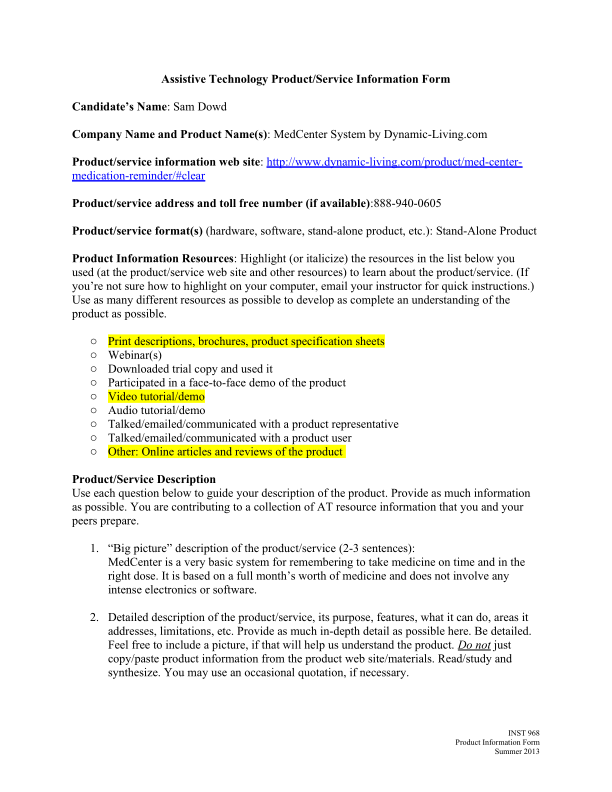 Assistive Technology Product/Service Information Form
Candidate’s Name: Sam Dowd
Company Name and Product Name(s): MedCenter System by Dynamic-Living.com
Product/service information web site: http://www.dynamic-living.com/product/med-center-
medication-reminder/#clear
Product/service address and toll free number (if available):888-940-0605
Product/service format(s) (hardware, software, stand-alone product, etc.): Stand-Alone Product
Product Information Resources: Highlight (or italicize) the resources in the list below you
used (at the product/service web site and other resources) to learn about the product/service. (If
you’re not sure how to highlight on your computer, email your instructor for quick instructions.)
Use as many different resources as possible to develop as complete an understanding of the
product as possible.
○ Print descriptions, brochures, product specification sheets
○ Webinar(s)
○ Downloaded trial copy and used it
○ Participated in a face-to-face demo of the product
○ Video tutorial/demo
○ Audio tutorial/demo
○ Talked/emailed/communicated with a product representative
○ Talked/emailed/communicated with a product user
○ Other: Online articles and reviews of the product
Product/Service Description
Use each question below to guide your description of the product. Provide as much information
as possible. You are contributing to a collection of AT resource information that you and your
peers prepare.
1. “Big picture” description of the product/service (2-3 sentences):
MedCenter is a very basic system for remembering to take medicine on time and in the
right dose. It is based on a full month’s worth of medicine and does not involve any
intense electronics or software.
2. Detailed description of the product/service, its purpose, features, what it can do, areas it
addresses, limitations, etc. Provide as much in-depth detail as possible here. Be detailed.
Feel free to include a picture, if that will help us understand the product. Do not just
copy/paste product information from the product web site/materials. Read/study and
synthesize. You may use an occasional quotation, if necessary.
INST 968
Product Information Form
Summer 2013